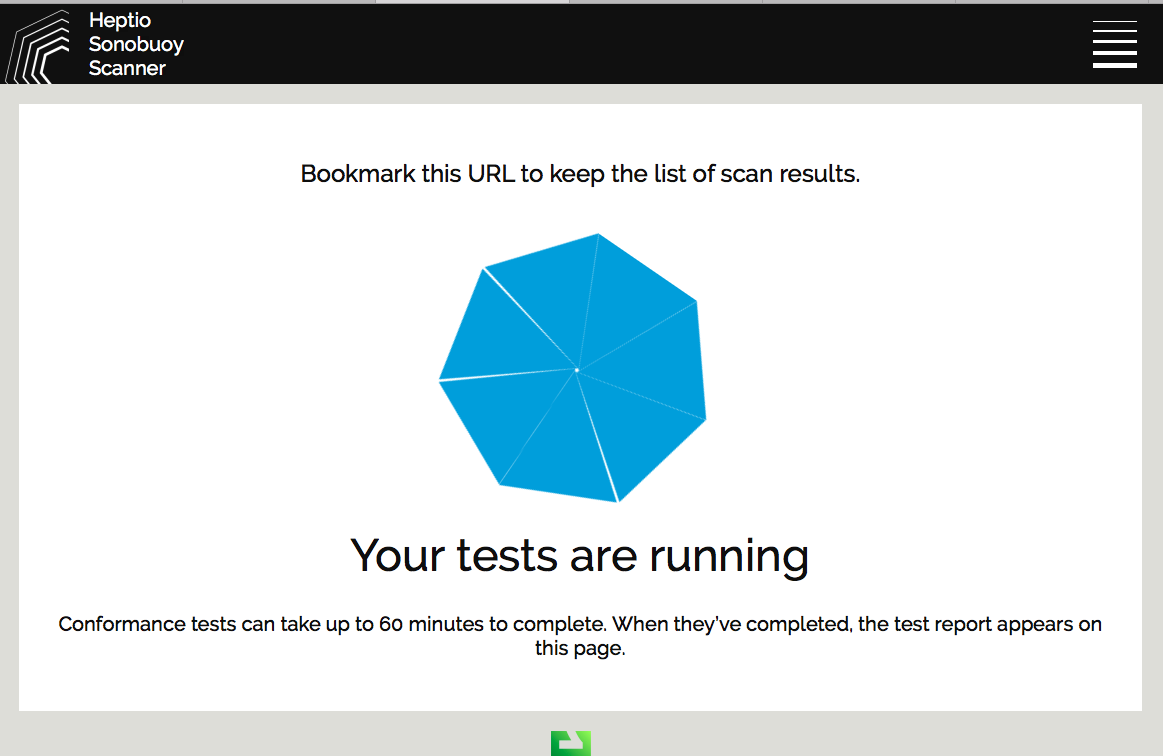 Heptio
Sonobuoy
Scanner
Bookmark this URL to keep the list of scan results.
Your tests are running
Conformance tests can take up to 60 minutes to complete. When they’ve completed, the test report appears on
this page.